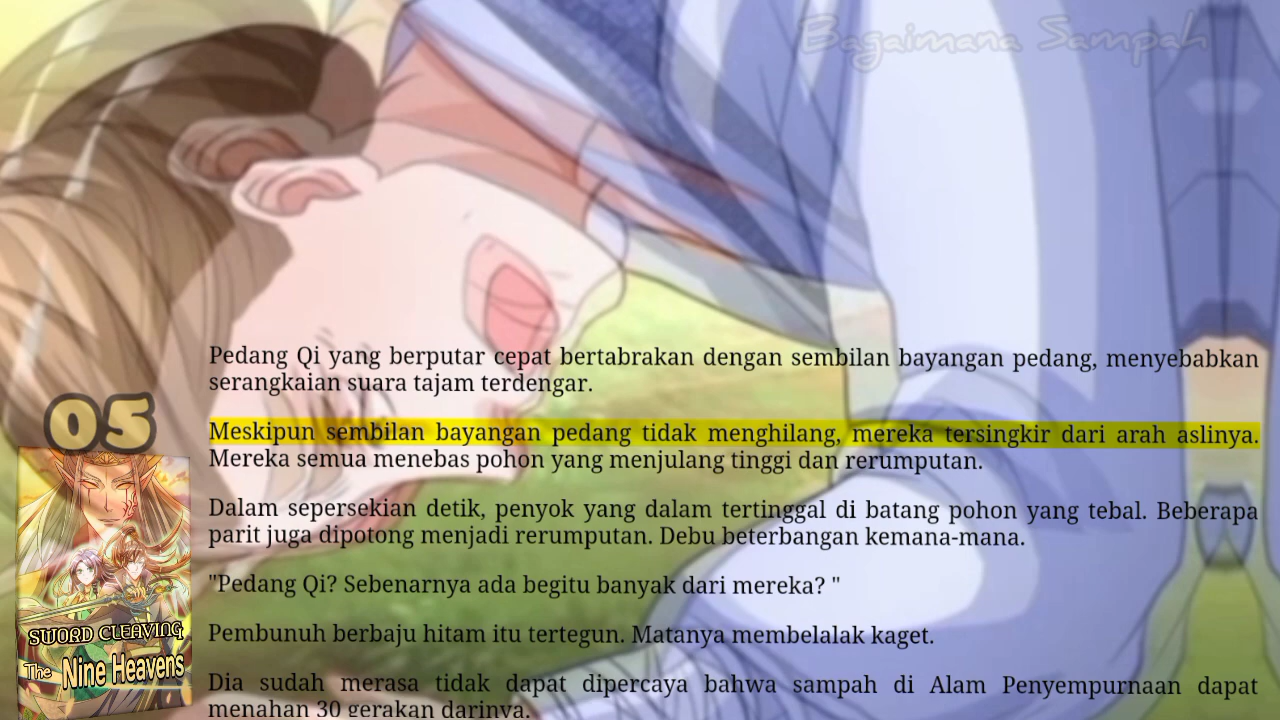 Bagaimana Sampah
Pedang Qi yang berputar cepat bertabrakan dengan sembilan bayangan pedang, menyebabkan
serangkaian suara tajam terdengar.
05
Meskipun sembilan bayangan pedang tidak menghilang, mereka tersingkir dari arah aslinya.
Mereka semua menebas pohon yang menjulang tinggi dan rerumputan.
Dalam sepersekian detik, penyok yang dalam tertinggal di batang pohon yang tebal. Beberapa
parit juga dipotong menjadi rerumputan. Debu beterbangan kemana-mana.
"Pedang Qi? Sebenarnya ada begitu banyak dari mereka? "
Pembunuh berbaju hitam itu tertegun. Matanya membelalak kaget.
SWORD CLEAVING
The Nine Heavens
Dia sudah merasa tidak dapat dipercaya bahwa sampah di Alam Penyempurnaan dapat
menahan 30 gerakan darinya.